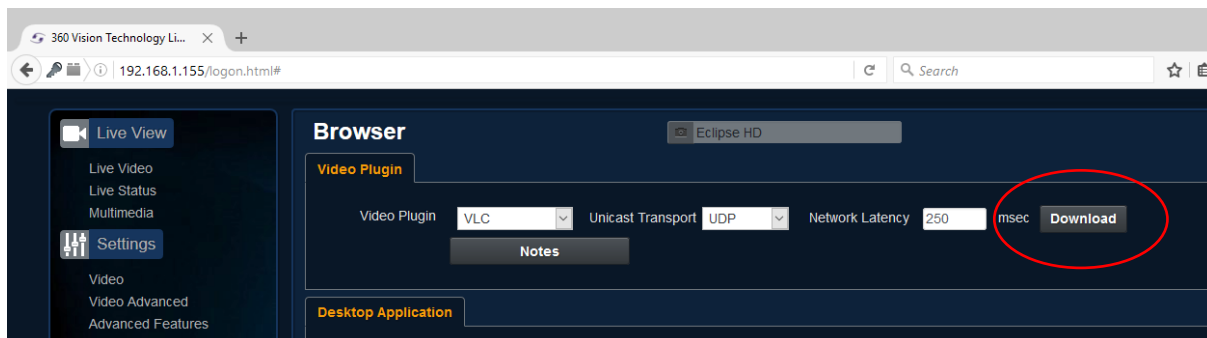 360 Vision Technology Li...
192.168.1.155/logon.html#
Search
Live View
Live Video
Live Status
Multimedia
Settings
Video
Video Advanced
Advanced Features
Browser
Eclipse HD
Video Plugin
Video Plugin VLC Unicast Transport UDP Network Latency 250 msec Download
Notes
Desktop Application